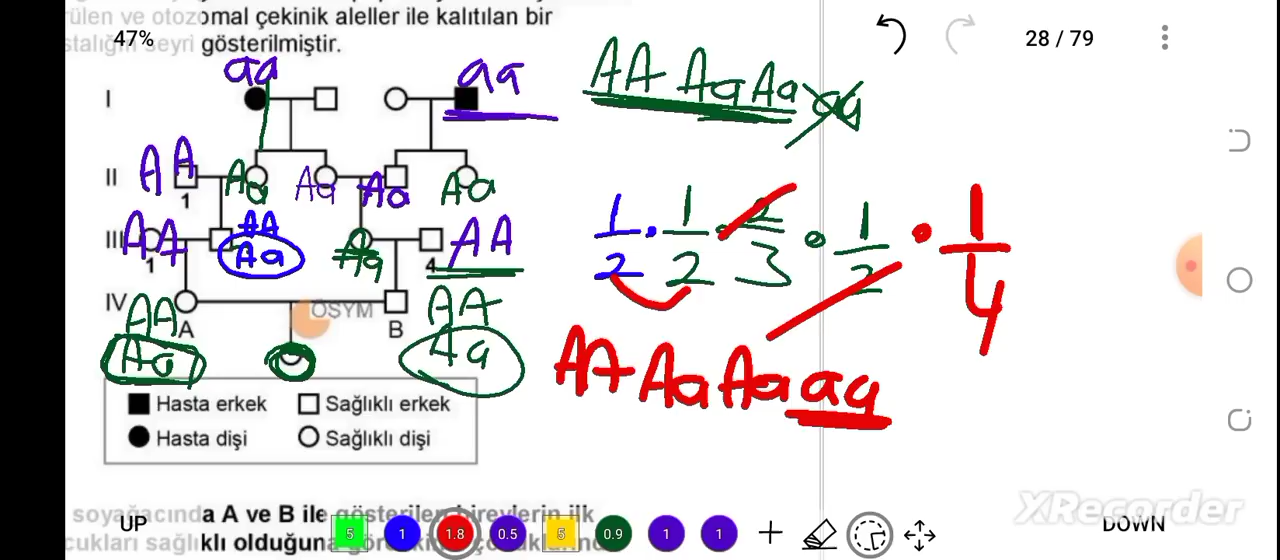 rülen ve otozomal çekinik aleller ile kalıtılan bir
47%
stalığın seyri gösterilmiştir.
28 / 79
aa
aa
AA Aa Aa aa
I
II
AA
Aa
Aa
Aa
Aa
1
1/2 · 1/2 · 2/3 · 1/2 · 1/4
III
AA
AA
Aa
Aa
AA
1
4
IV
AA
A
ÖSYM
B
AA
Aa
Aa
AA Aa Aa aa
Hasta erkek
Sağlıklı erkek
Hasta dişi
Sağlıklı dişi
soyağacında A ve B ile gösterilen bireylerin ilk
UP
5
1
1.8
0.5
5
0.9
1
1
XRecorder
DOWN
cukları sağlıklı olduğuna